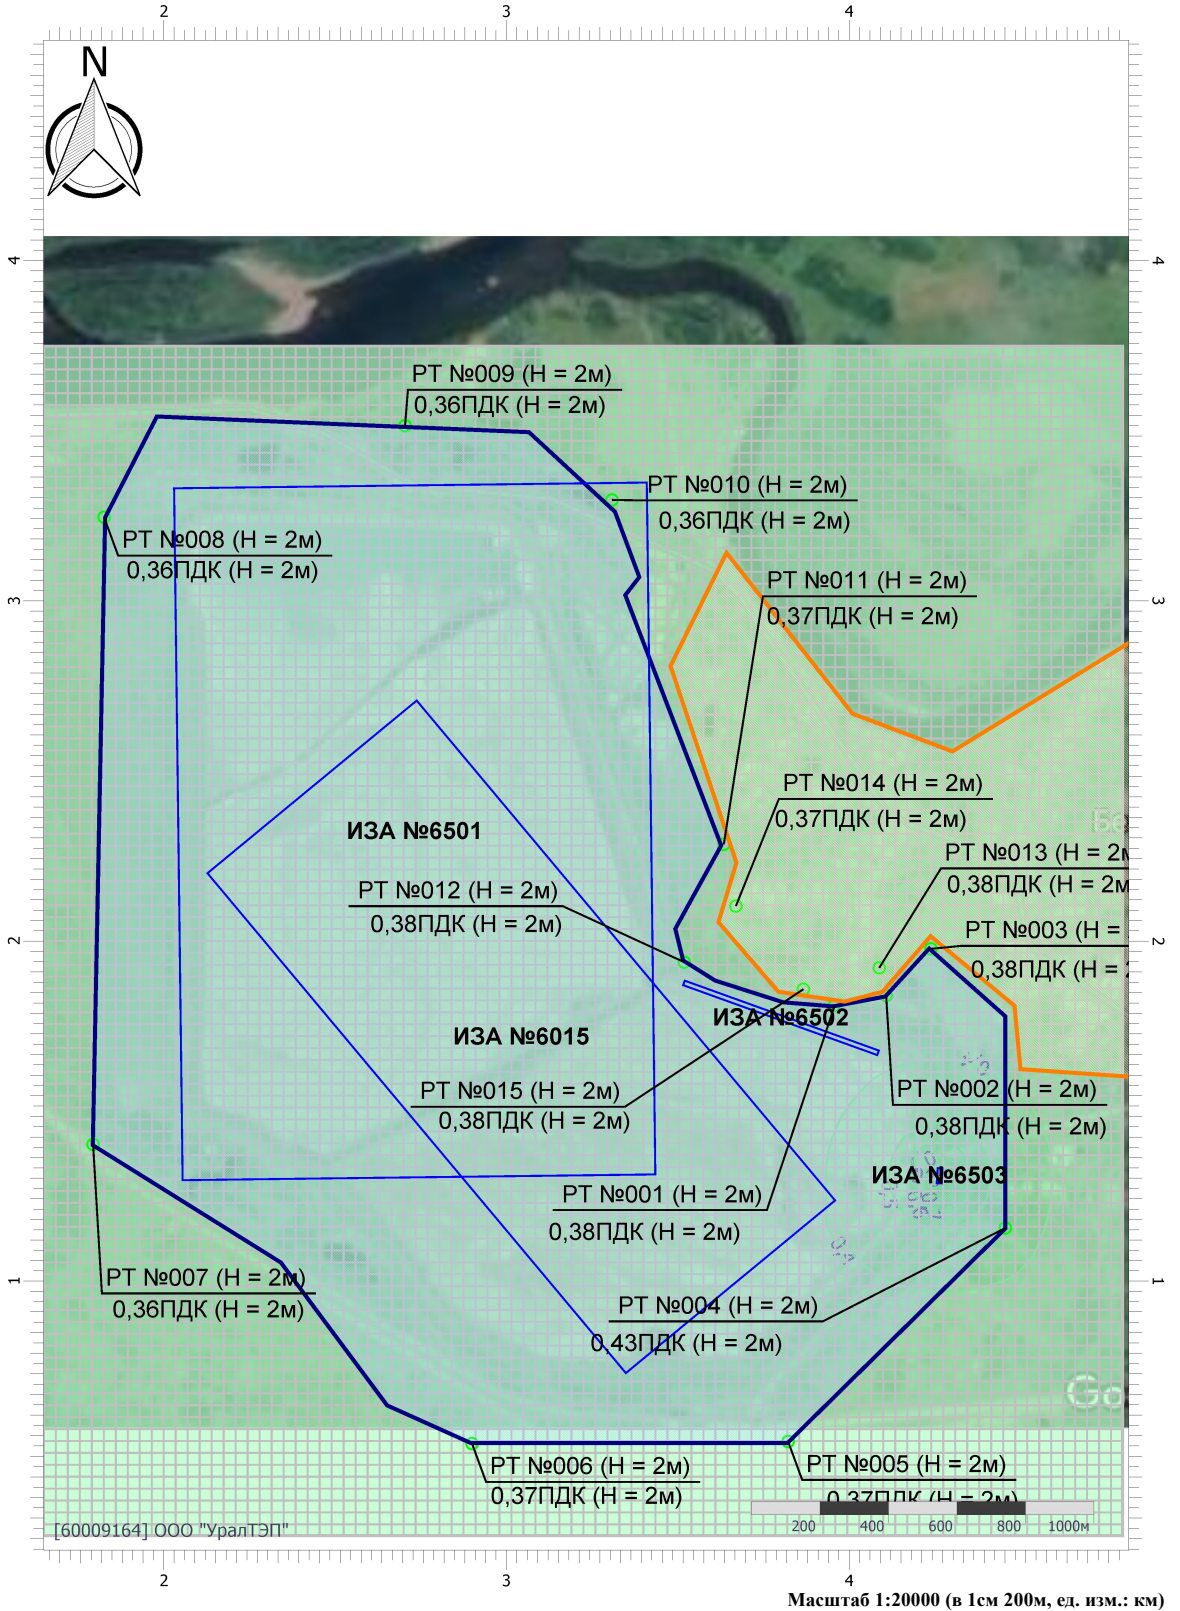 2 3 4
N
4 4
РТ №009 (Н = 2м)
0,36ПДК (Н = 2м)
РТ №010 (Н = 2м)
0,36ПДК (Н = 2м)
РТ №008 (Н = 2м)
0,36ПДК (Н = 2м)
РТ №011 (Н = 2м)
3 3
0,37ПДК (Н = 2м)
РТ №014 (Н = 2м)
0,37ПДК (Н = 2м)
Бе
ИЗА №6501
РТ №013 (Н = 2м
0,38ПДК (Н = 2м
РТ №012 (Н = 2м)
0,38ПДК (Н = 2м)
РТ №003 (Н =
2 2
0,38ПДК (Н = 2
ИЗА №6502
ИЗА №6015
РТ №015 (Н = 2м)
0,38ПДК (Н = 2м)
РТ №002 (Н = 2м)
0,38ПДК (Н = 2м)
ИЗА №6503
РТ №001 (Н = 2м)
0,38ПДК (Н = 2м)
1 1
РТ №007 (Н = 2м)
0,36ПДК (Н = 2м)
РТ №004 (Н = 2м)
0,43ПДК (Н = 2м)
Go
РТ №006 (Н = 2м)
0,37ПДК (Н = 2м)
РТ №005 (Н = 2м)
0,37ПДК (Н = 2м)
[60009164] ООО "УралТЭП"
200 400 600 800 1000м
2 3 4
Масштаб 1:20000 (в 1см 200м, ед. изм.: км)